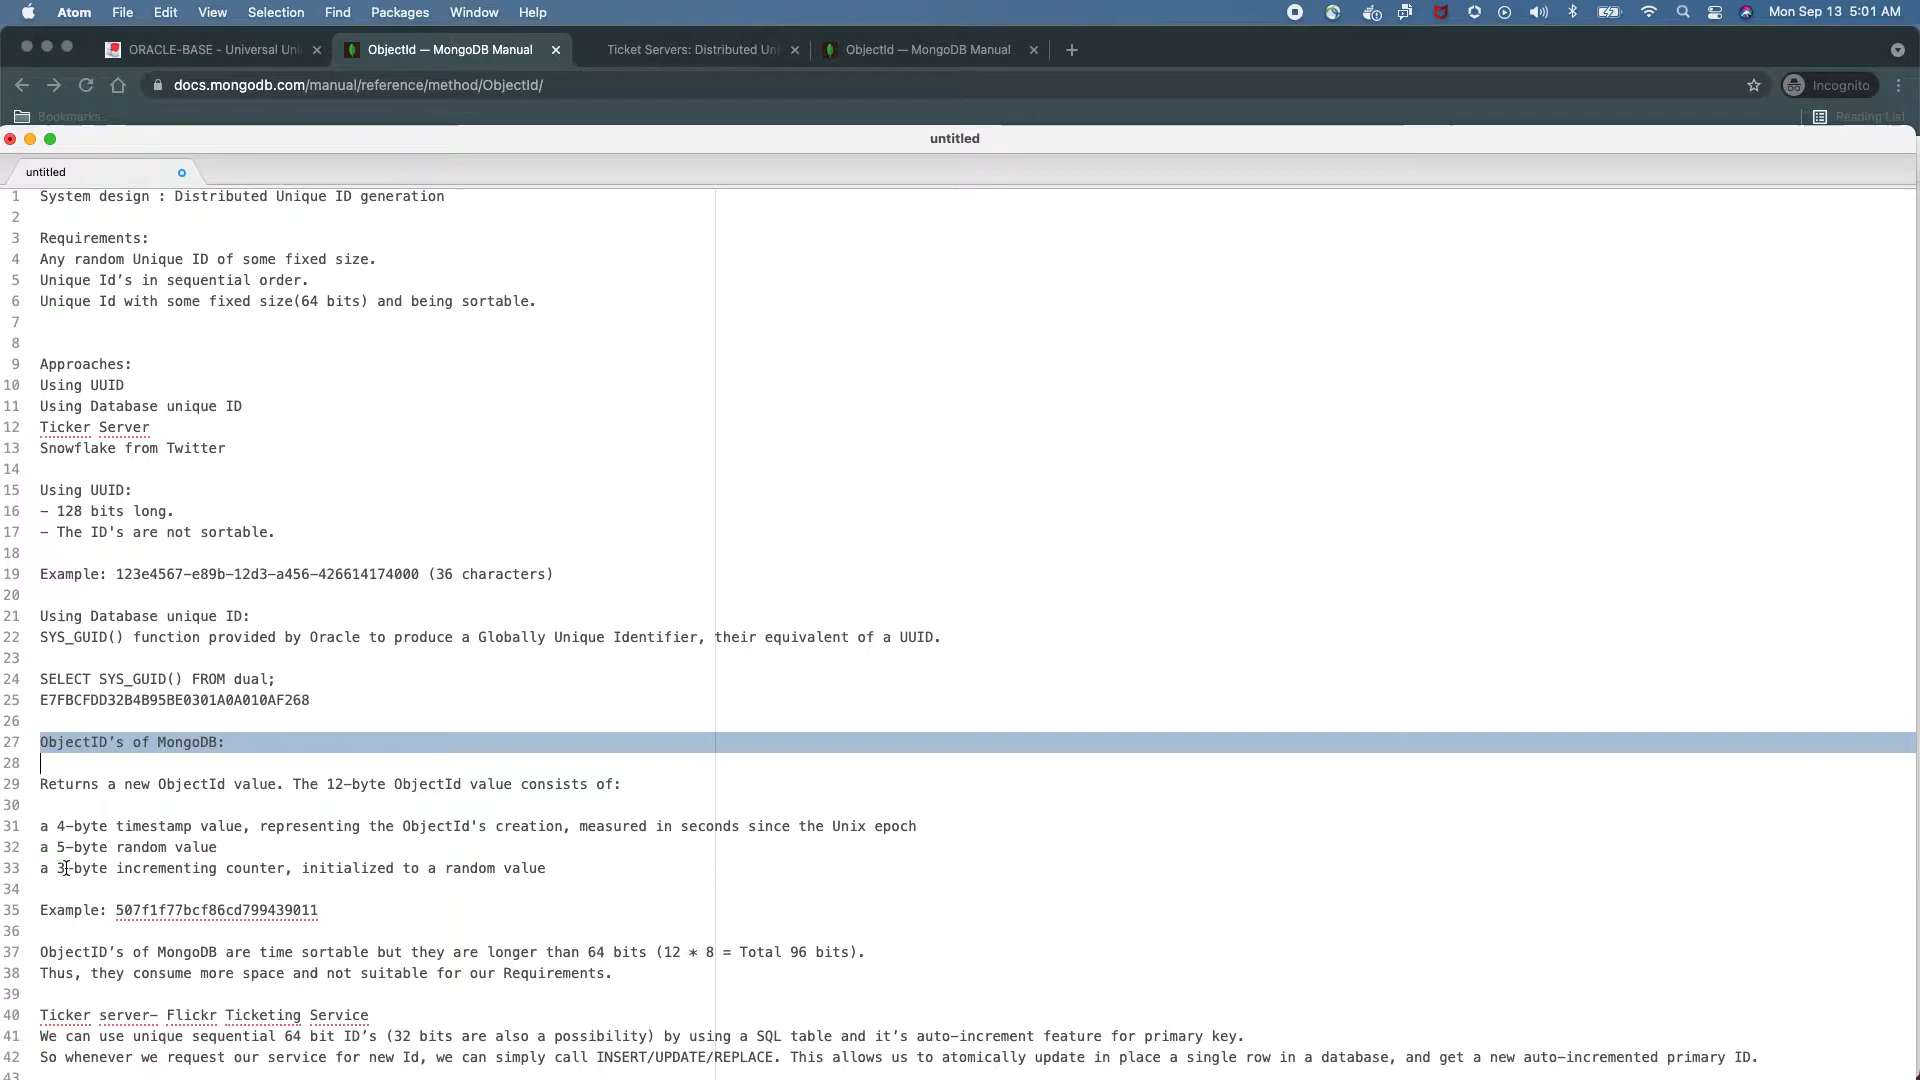 Atom File Edit View Selection Find Packages Window Help Mon Sep 13 5:01 AM
ORACLE-BASE - Universal Uni ObjectId — MongoDB Manual Ticket Servers: Distributed Un ObjectId — MongoDB Manual
docs.mongodb.com/manual/reference/method/ObjectId/ Incognito
Bookmarks Reading List
untitled
untitled
1 System design : Distributed Unique ID generation
2
3 Requirements:
4 Any random Unique ID of some fixed size.
5 Unique Id’s in sequential order.
6 Unique Id with some fixed size(64 bits) and being sortable.
7
8
9 Approaches:
10 Using UUID
11 Using Database unique ID
12 Ticker Server
13 Snowflake from Twitter
14
15 Using UUID:
16 - 128 bits long.
17 - The ID's are not sortable.
18
19 Example: 123e4567-e89b-12d3-a456-426614174000 (36 characters)
20
21 Using Database unique ID:
22 SYS_GUID() function provided by Oracle to produce a Globally Unique Identifier, their equivalent of a UUID.
23
24 SELECT SYS_GUID() FROM dual;
25 E7FBCFDD32B4B95BE0301A0A010AF268
26
27 ObjectID’s of MongoDB:
28
29 Returns a new ObjectId value. The 12-byte ObjectId value consists of:
30
31 a 4-byte timestamp value, representing the ObjectId's creation, measured in seconds since the Unix epoch
32 a 5-byte random value
33 a 3-byte incrementing counter, initialized to a random value
34
35 Example: 507f1f77bcf86cd799439011
36
37 ObjectID’s of MongoDB are time sortable but they are longer than 64 bits (12 * 8 = Total 96 bits).
38 Thus, they consume more space and not suitable for our Requirements.
39
40 Ticker server- Flickr Ticketing Service
41 We can use unique sequential 64 bit ID’s (32 bits are also a possibility) by using a SQL table and it’s auto-increment feature for primary key.
42 So whenever we request our service for new Id, we can simply call INSERT/UPDATE/REPLACE. This allows us to atomically update in place a single row in a database, and get a new auto-incremented primary ID.
43